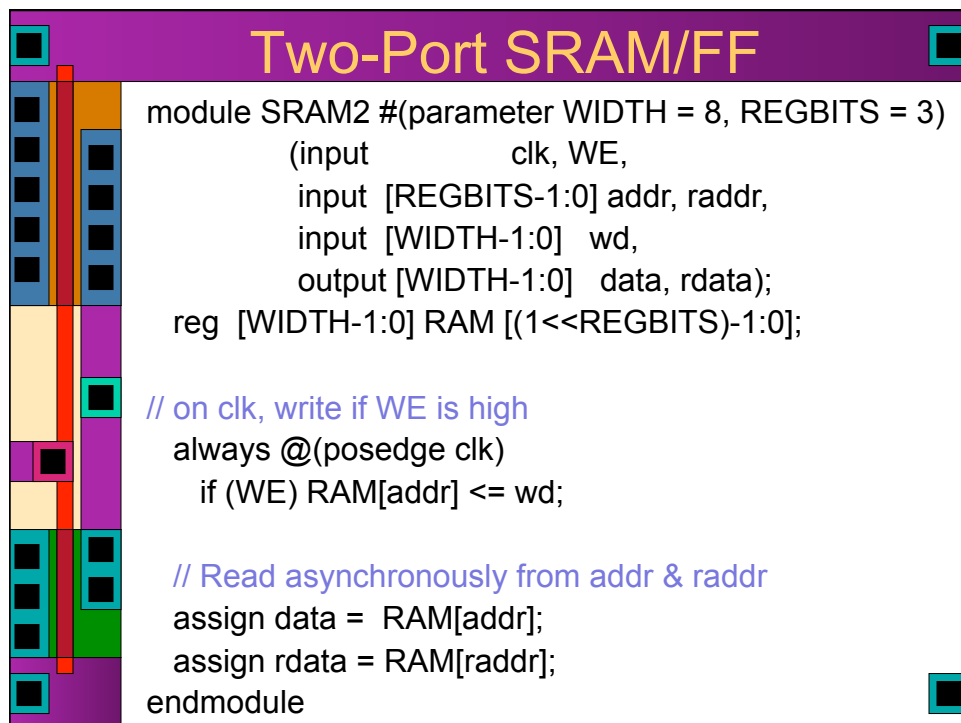 Two-Port SRAM/FF
module SRAM2 #(parameter WIDTH = 8, REGBITS = 3)
(input clk, WE,
input [REGBITS-1:0] addr, raddr,
input [WIDTH-1:0] wd,
output [WIDTH-1:0] data, rdata);
reg [WIDTH-1:0] RAM [(1<<REGBITS)-1:0];
// on clk, write if WE is high
always @(posedge clk)
if (WE) RAM[addr] <= wd;
// Read asynchronously from addr & raddr
assign data = RAM[addr];
assign rdata = RAM[raddr];
endmodule